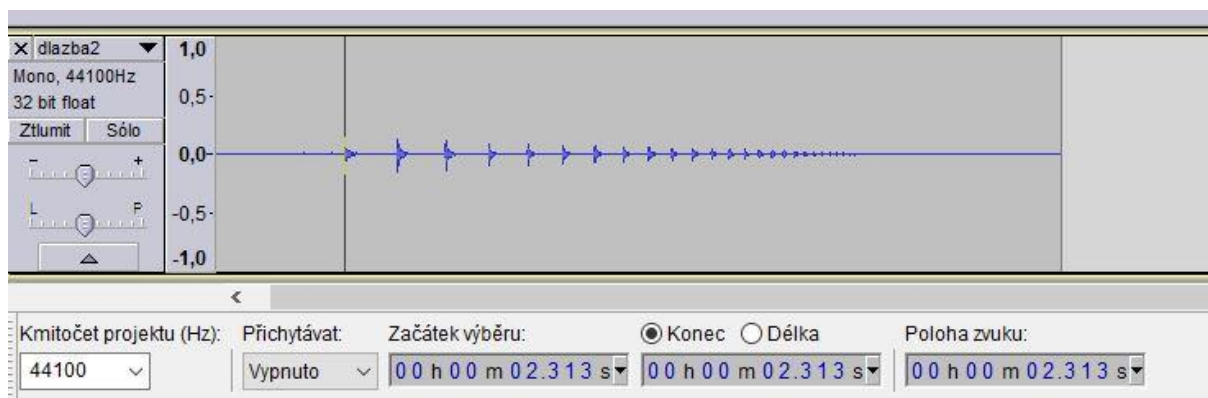 X dlazba2 1,0
Mono, 44100Hz
32 bit float 0,5-
Ztlumit Sólo
- + 0,0-
L P -0,5-
-1,0
<
Kmitočet projektu (Hz): Přichytávat: Začátek výběru: Konec Délka Poloha zvuku:
44100 Vypnuto 00 h 00 m 02.313 s 00 h 00 m 02.313 s 00 h 00 m 02.313 s